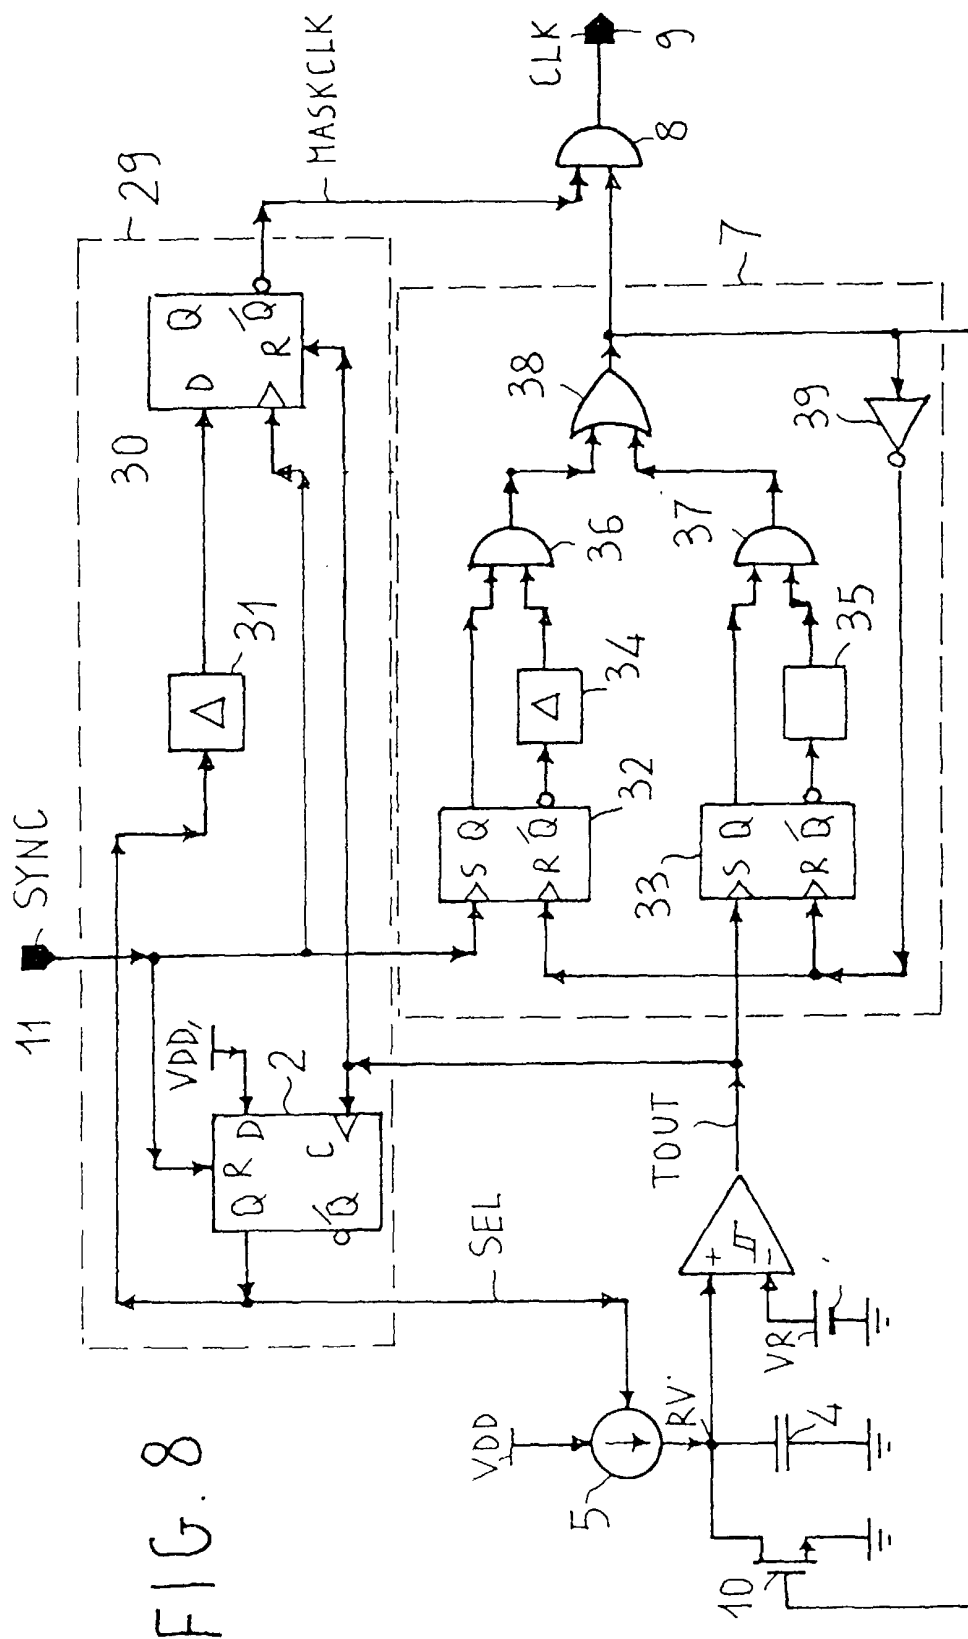 FIG. 8
11
SYNC
29
VDD
R
D
Q
C
Q
2
31
30
D
Q
Q
R
MASKCLK
CLK
9
8
SEL
VDD
5
RV
10
4
VR
+
-
TOUT
7
S
Q
R
Q
32
34
36
38
33
S
Q
R
Q
35
37
39